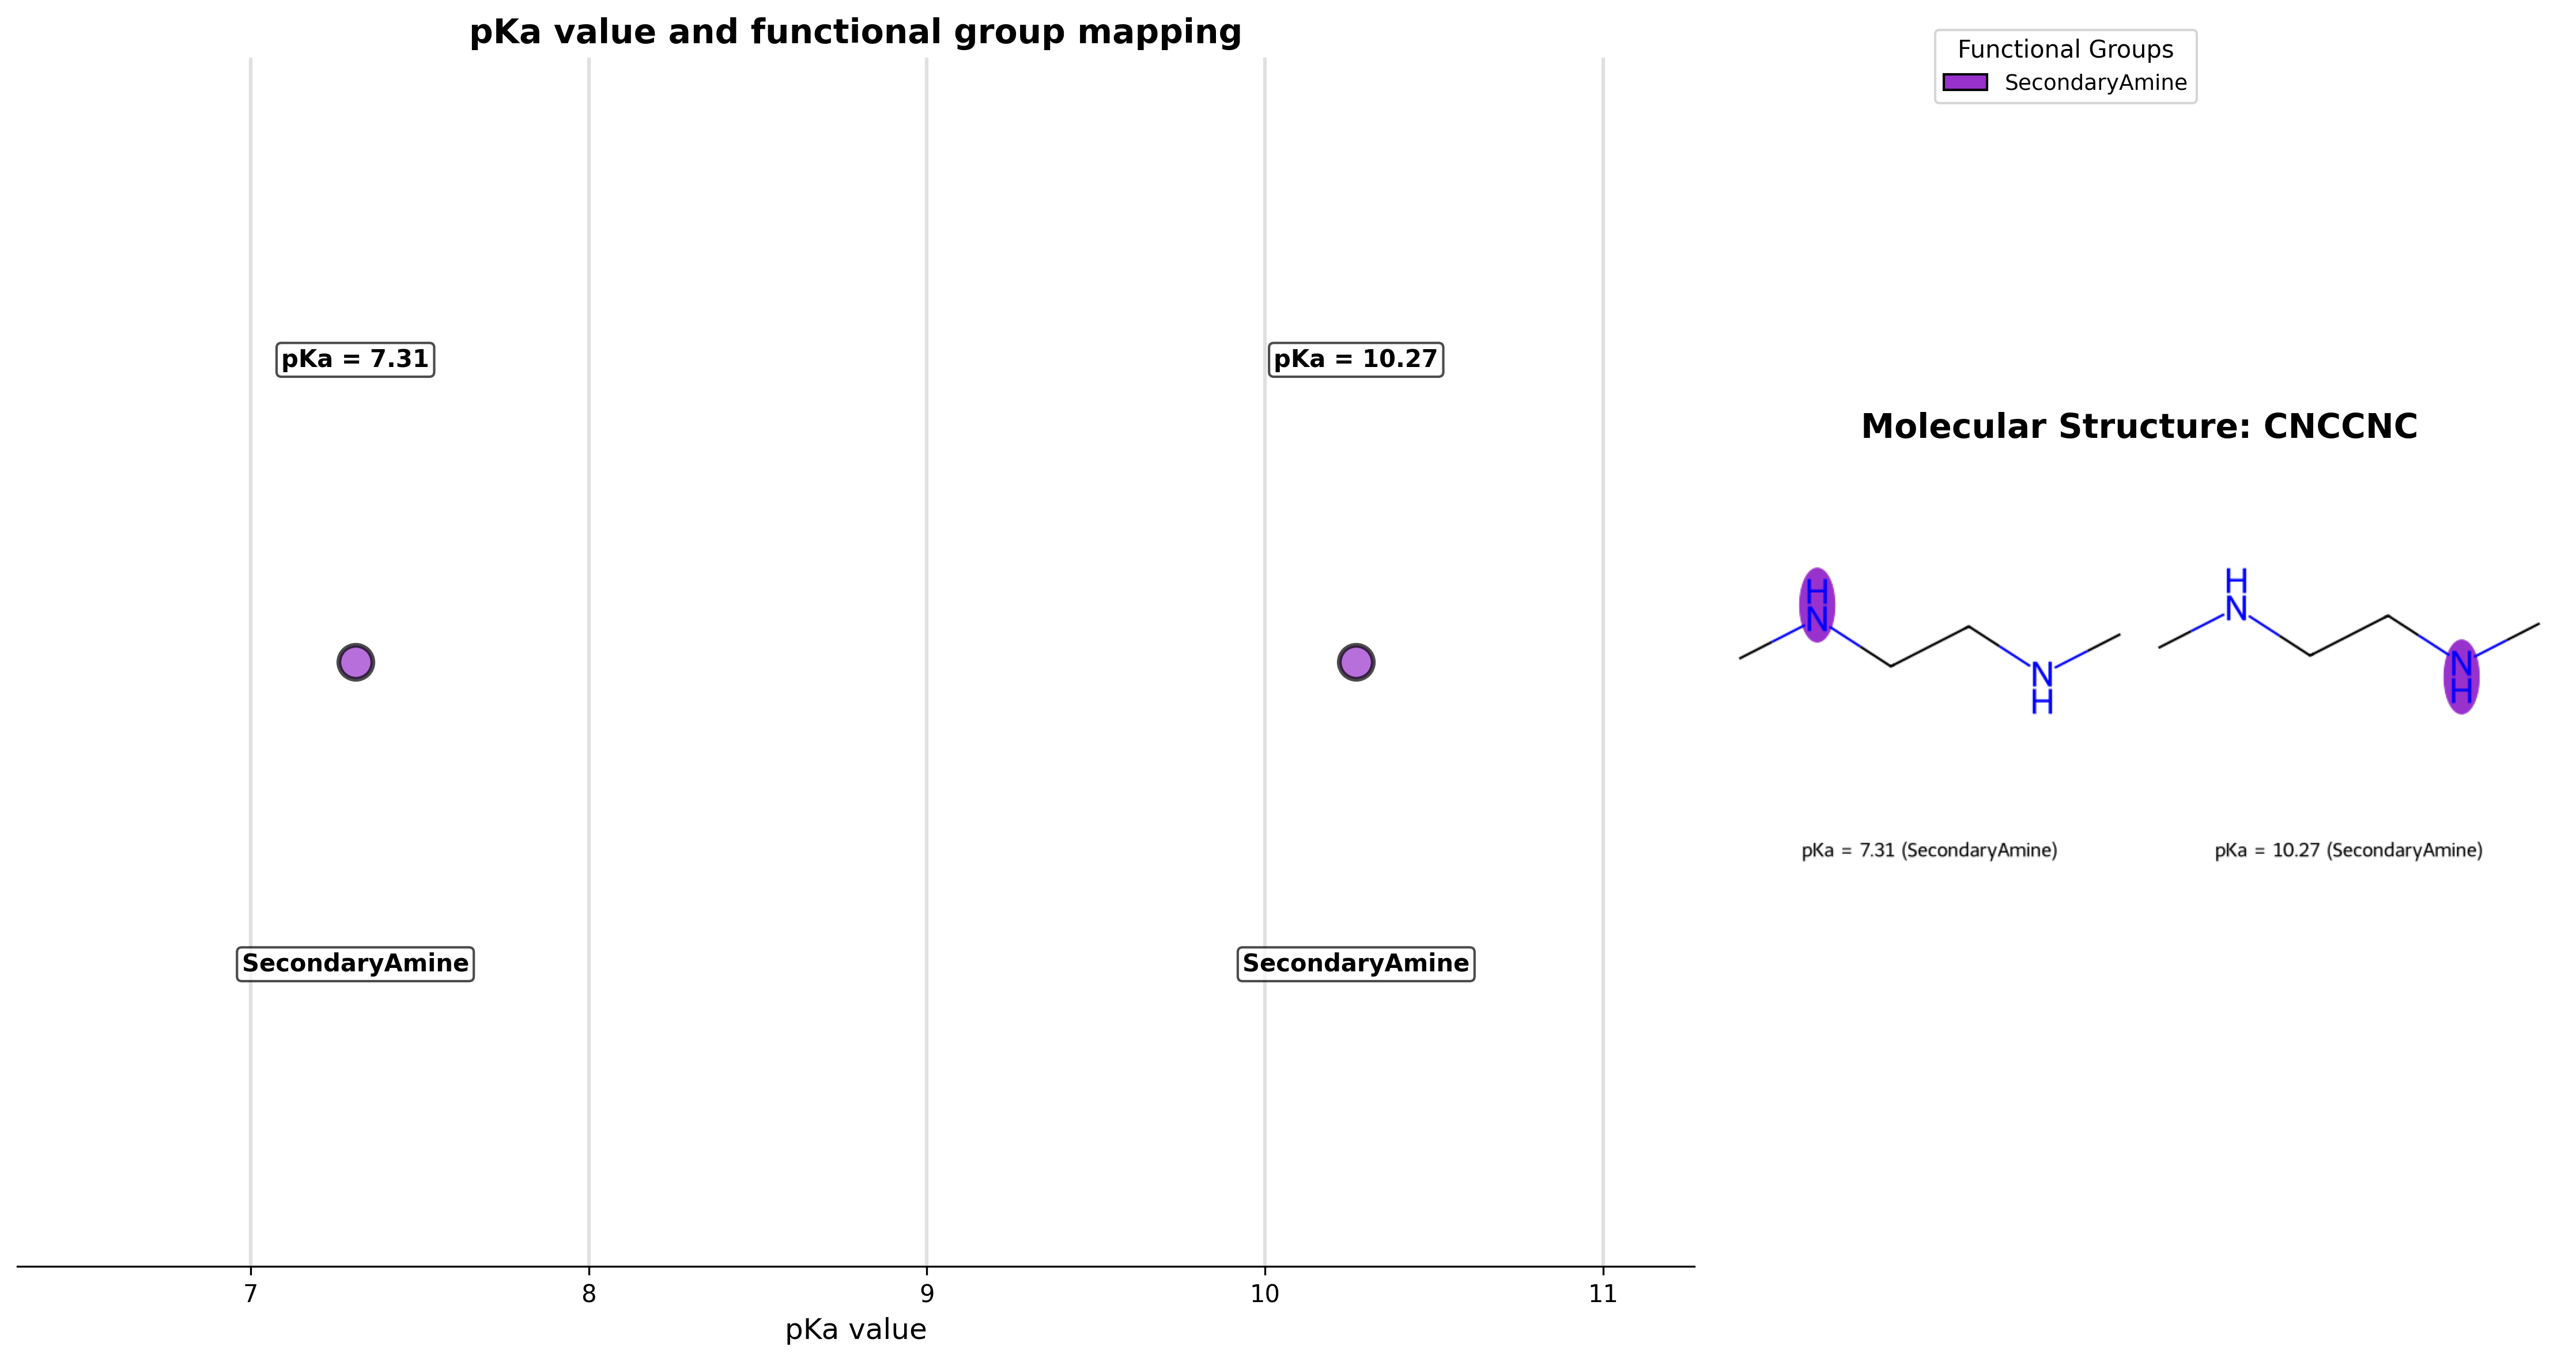 pKa value and functional group mapping
pKa = 7.31
pKa = 10.27
SecondaryAmine
SecondaryAmine
7
8
9
10
11
pKa value
Functional Groups
SecondaryAmine
Molecular Structure: CNCCNC
H
N
N
H
H
N
N
H
pKa = 7.31 (SecondaryAmine)
pKa = 10.27 (SecondaryAmine)